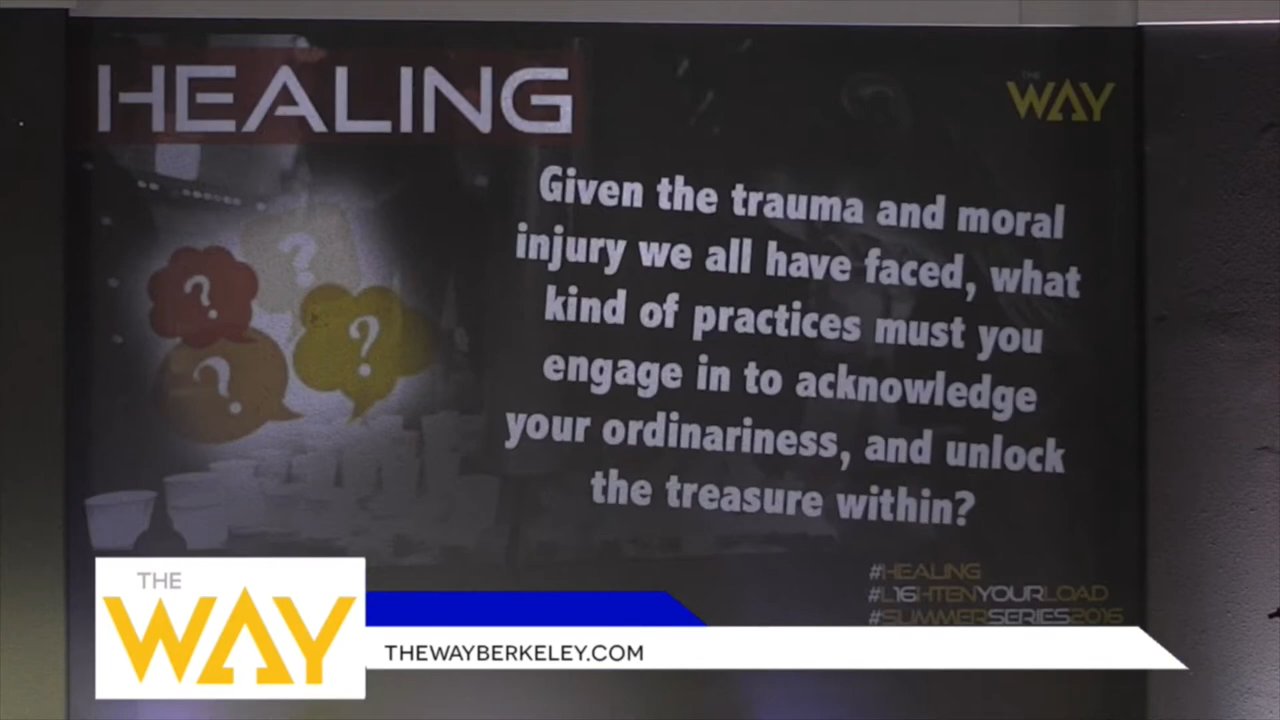 HEALING
THE
WAY
Given the trauma and moral
injury we all have faced, what
kind of practices must you
engage in to acknowledge
your ordinariness, and unlock
the treasure within?
?
?
?
?
#HEALING
#L16HTENYOURLOAD
#SUMMERSERIES2016
THE
WAY
THEWAYBERKELEY.COM